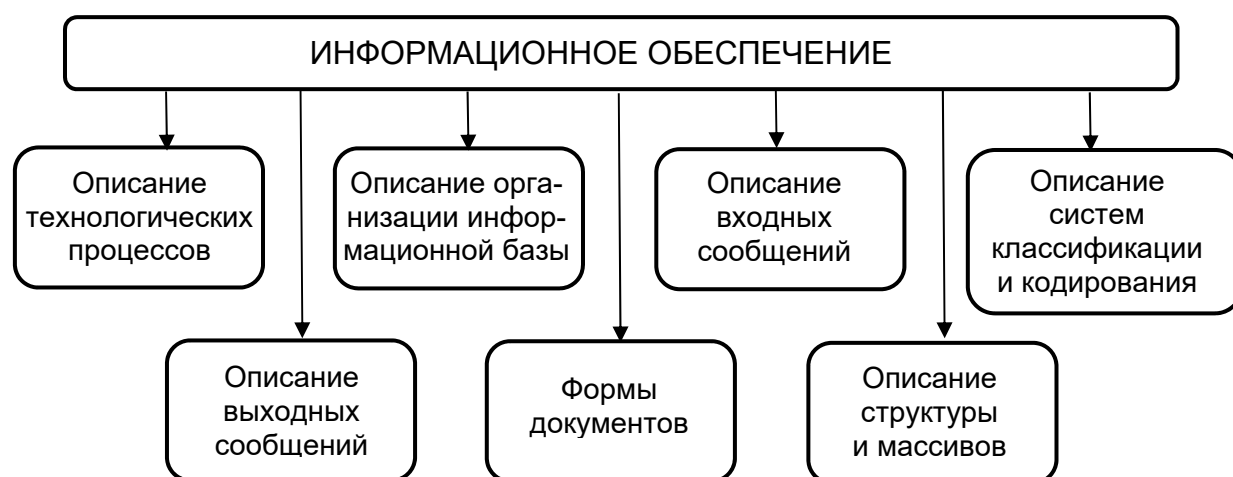 ИНФОРМАЦИОННОЕ ОБЕСПЕЧЕНИЕ
Описание
технологических
процессов
Описание орга-
низации инфор-
мационной базы
Описание
входных
сообщений
Описание
систем
классификации
и кодирования
Описание
выходных
сообщений
Формы
документов
Описание
структуры
и массивов